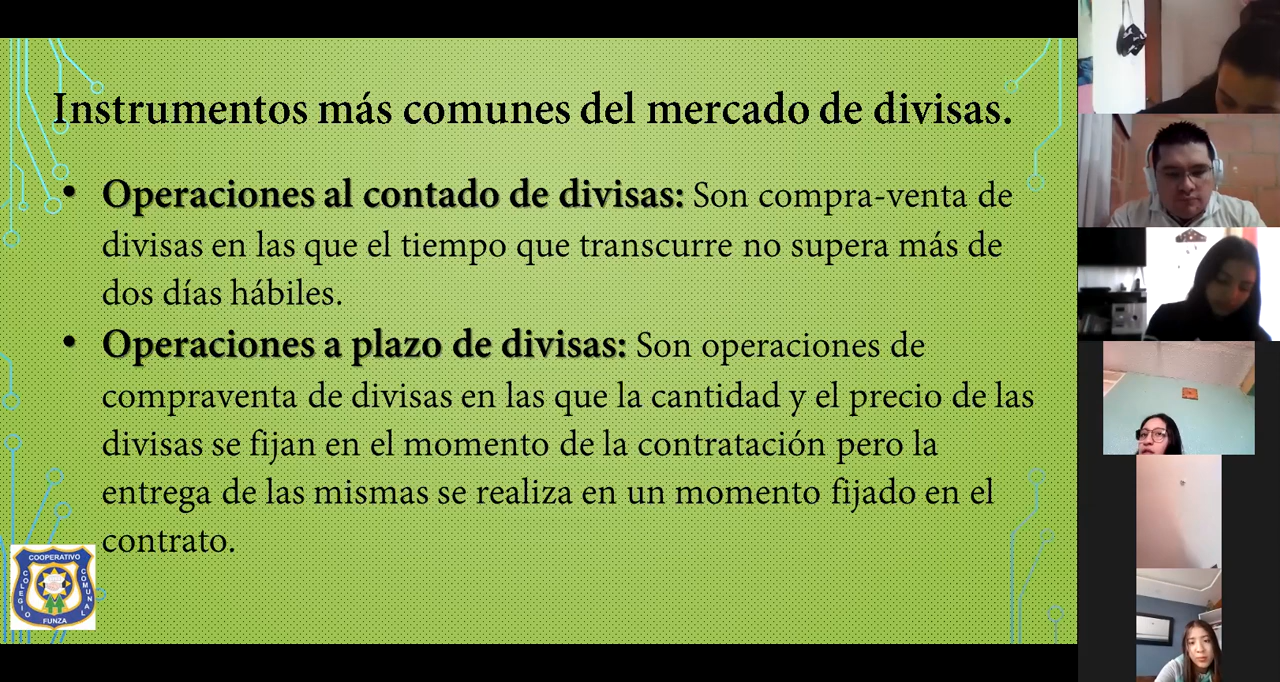 Instrumentos más comunes del mercado de divisas.
• Operaciones al contado de divisas: Son compra-venta de
divisas en las que el tiempo que transcurre no supera más de
dos días hábiles.
• Operaciones a plazo de divisas: Son operaciones de
compraventa de divisas en las que la cantidad y el precio de las
divisas se fijan en el momento de la contratación pero la
entrega de las mismas se realiza en un momento fijado en el
contrato.
COOPERATIVO
COLEGIO
COMUNAL
FUNZA